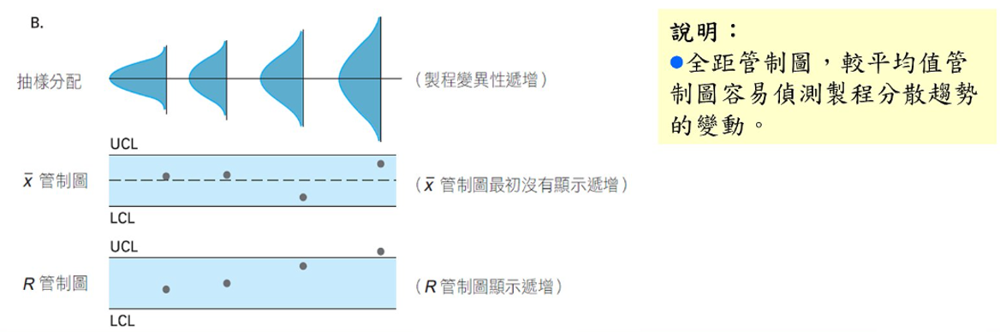 B.
抽樣分配
(製程變異性遞增)
UCL
x̄ 管制圖
(x̄ 管制圖最初沒有顯示遞增)
LCL
UCL
R 管制圖
(R 管制圖顯示遞增)
LCL
說明：
●全距管制圖，較平均值管
制圖容易偵測製程分散趨勢
的變動。